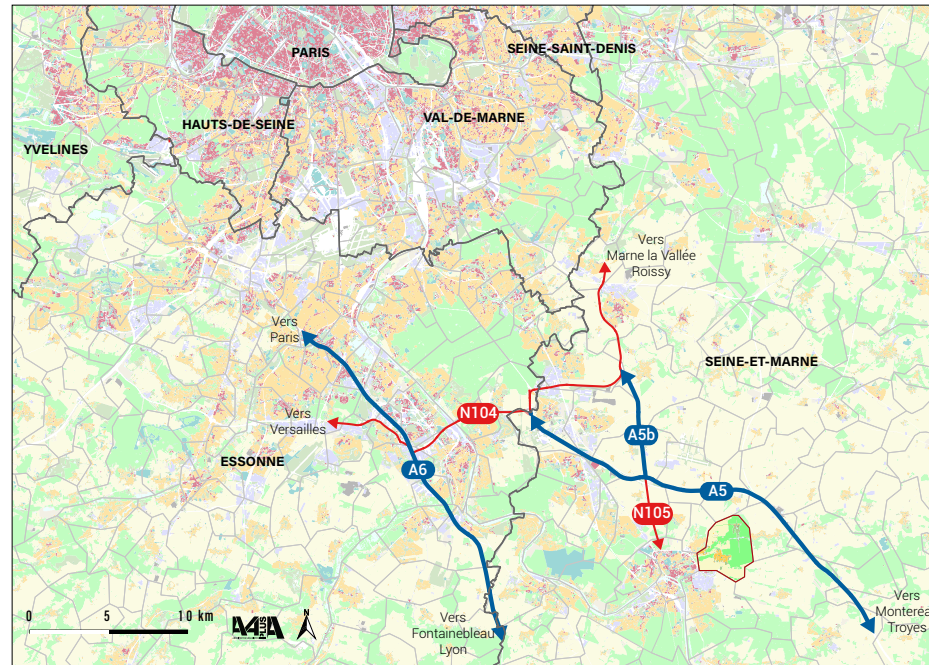 PARIS
SEINE-SAINT-DENIS
HAUTS-DE-SEINE
VAL-DE-MARNE
YVELINES
Vers
Marne la Vallée
Roissy
Vers
Paris
SEINE-ET-MARNE
Vers
Versailles
N104
A5b
ESSONNE
A6
A5
N105
0
5
10 km
N
Vers
Fontainebleau
Lyon
Vers
Monteréa
Troyes